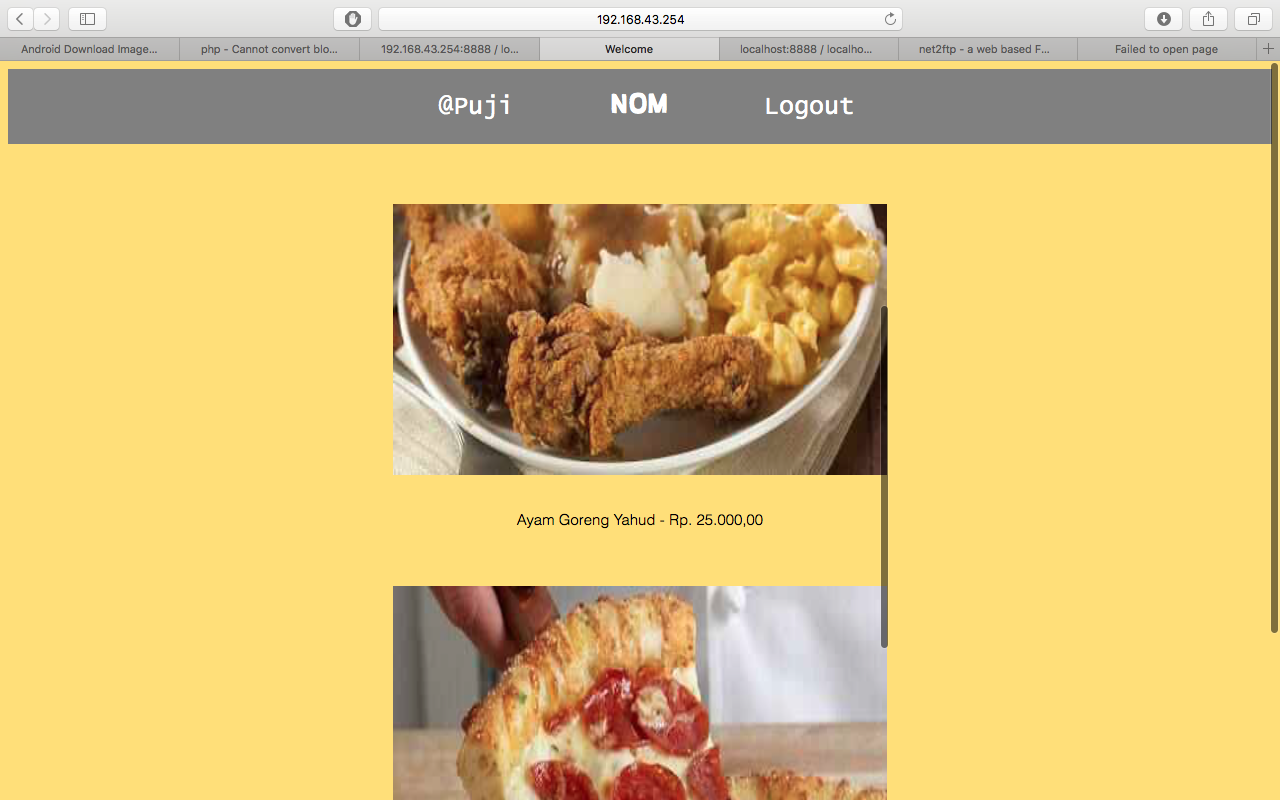 192.168.43.254
Android Download Image...
php - Cannot convert blo...
192.168.43.254:8888 / lo...
Welcome
localhost:8888 / localho...
net2ftp - a web based F...
Failed to open page
@Puji
NOM
Logout
Ayam Goreng Yahud - Rp. 25.000,00